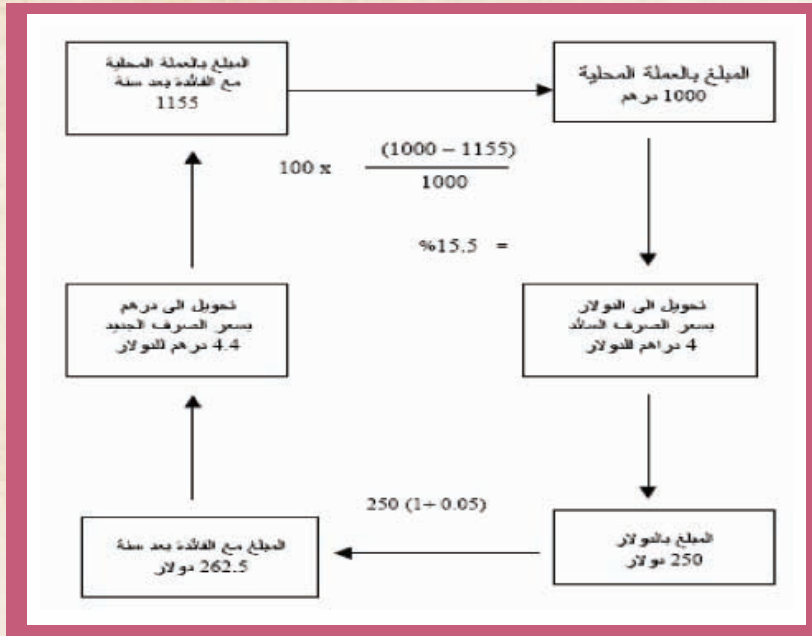 المبلغ بالعملة المحلية
1000 درهم
تحويل الى الدولار
بسعر الصرف السائد
4 دراهم للدولار
المبلغ بالدولار
250 دولار
250 (1+ 0.05)
المبلغ مع الفائدة بعد سنة
262.5 دولار
تحويل الى درهم
بسعر الصرف الجديد
4.4 درهم للدولار
المبلغ بالعملة المحلية
مع الفائدة بعد سنة
1155
(1000 – 1155)
100 x
1000
%15.5 =